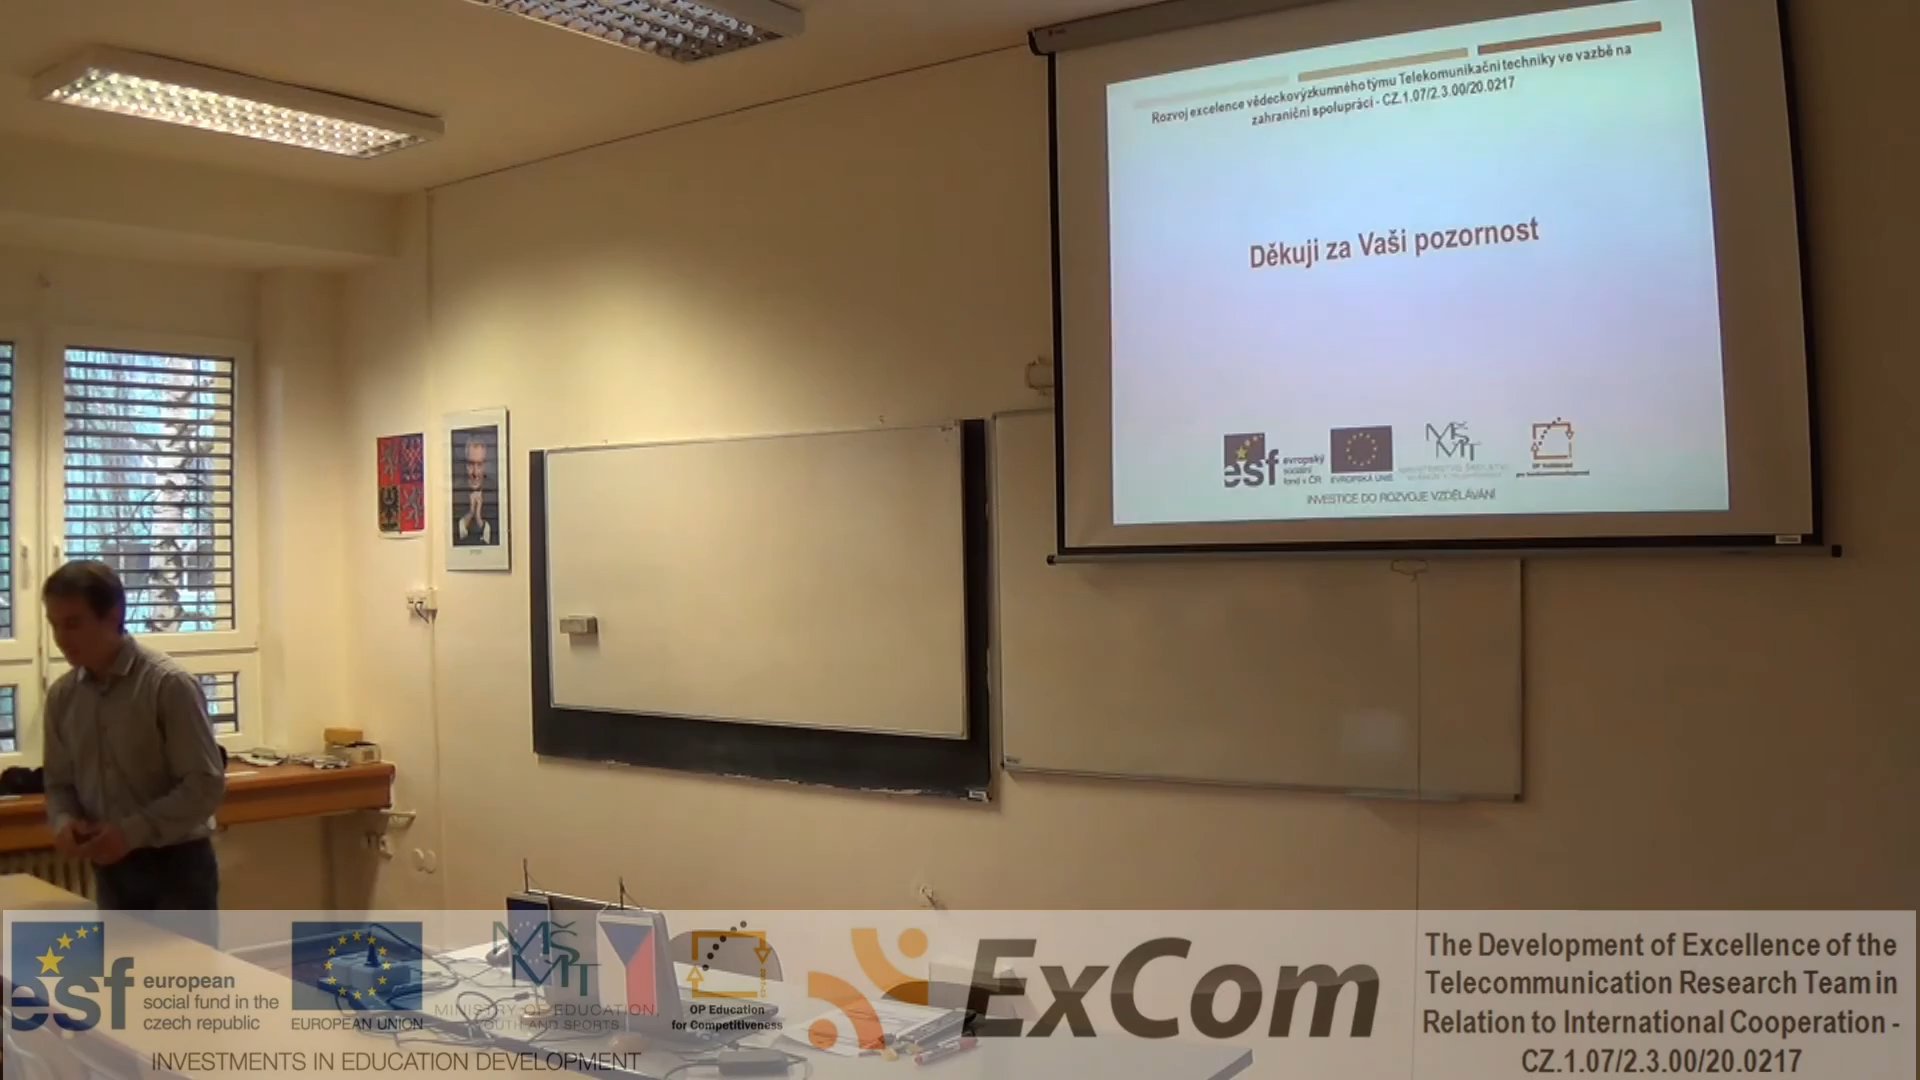 Rozvoj excelence vědeckovýzkumného týmu Telekomunikační techniky ve vazbě na
zahraniční spolupráci - CZ.1.07/2.3.00/20.0217
Děkuji za Vaši pozornost
esf
evropský
sociální
fond v ČR
EVROPSKÁ UNIE
MŠMT
INVESTICE DO ROZVOJE VZDĚLÁVÁNÍ
esf
european
social fund in the
czech republic
EUROPEAN UNION
MŠMT
MINISTRY OF EDUCATION,
YOUTH AND SPORTS
OP Education
for Competitiveness
INVESTMENTS IN EDUCATION DEVELOPMENT
ExCom
The Development of Excellence of the
Telecommunication Research Team in
Relation to International Cooperation -
CZ.1.07/2.3.00/20.0217